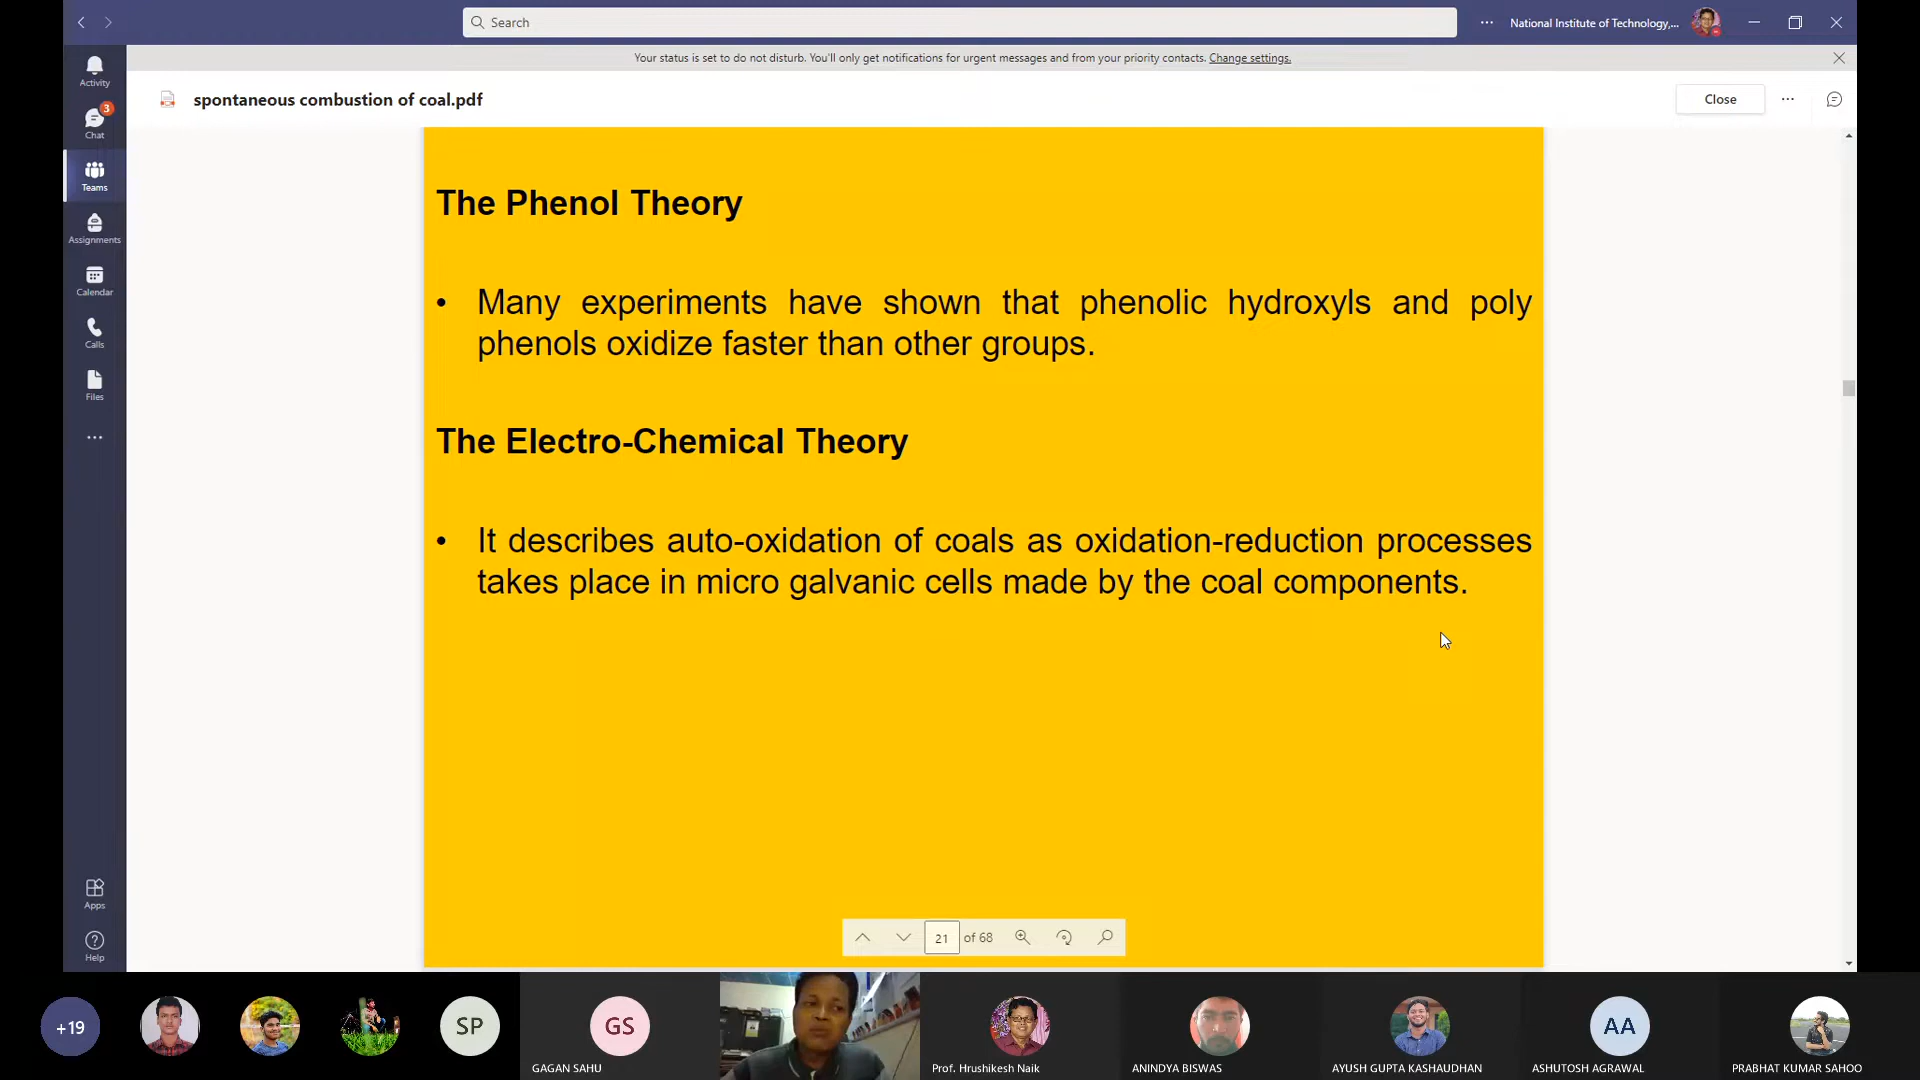 Search
National Institute of Technology,...
Your status is set to do not disturb. You'll only get notifications for urgent messages and from your priority contacts. Change settings.
Activity
3
Chat
Teams
Assignments
Calendar
Calls
Files
Apps
Help
spontaneous combustion of coal.pdf
Close
The Phenol Theory
• Many experiments have shown that phenolic hydroxyls and poly
phenols oxidize faster than other groups.
The Electro-Chemical Theory
• It describes auto-oxidation of coals as oxidation-reduction processes
takes place in micro galvanic cells made by the coal components.
21 of 68
+19
SP
GS
GAGAN SAHU
Prof. Hrushikesh Naik
ANINDYA BISWAS
AYUSH GUPTA KASHAUDHAN
AA
ASHUTOSH AGRAWAL
PRABHAT KUMAR SAHOO